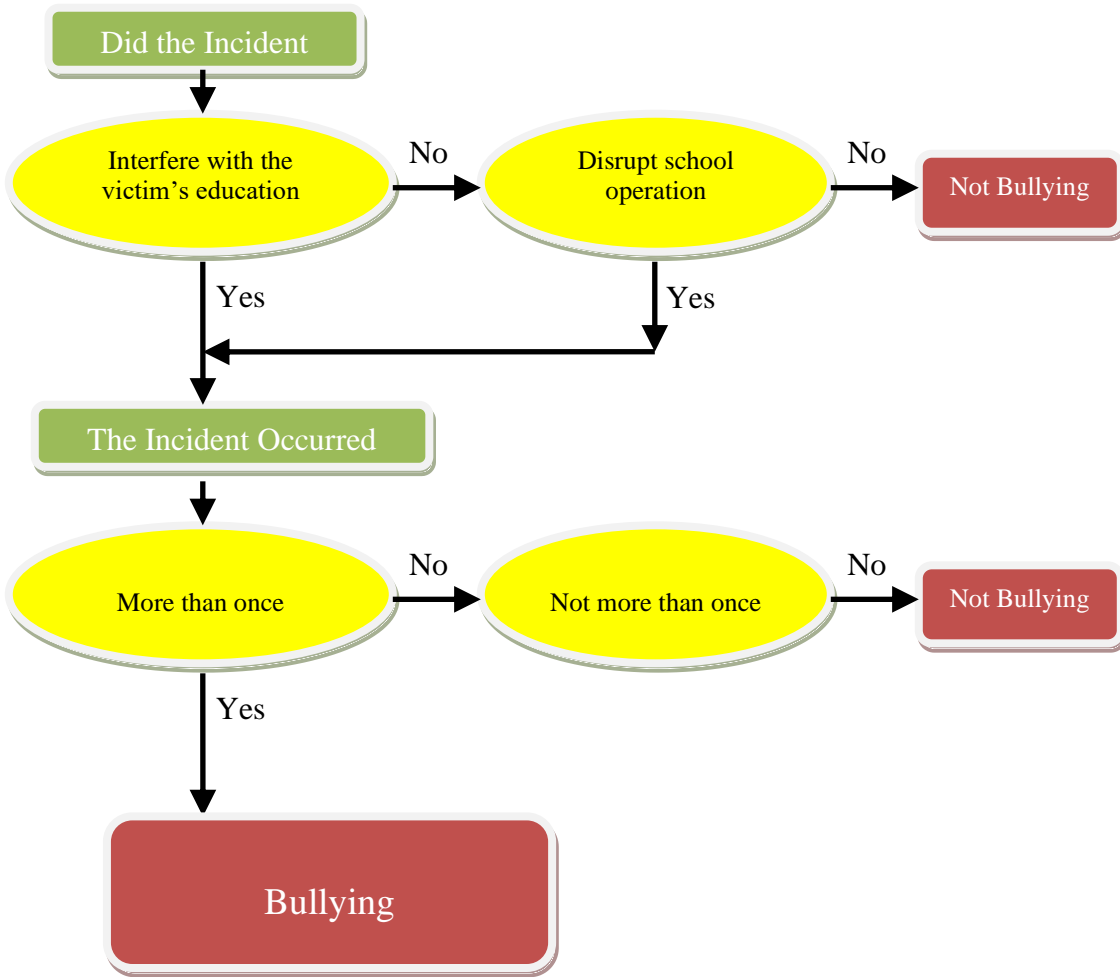 Did the Incident
Interfere with the
victim’s education
No
Disrupt school
operation
No
Not Bullying
Yes
Yes
The Incident Occurred
More than once
No
Not more than once
No
Not Bullying
Yes
Bullying